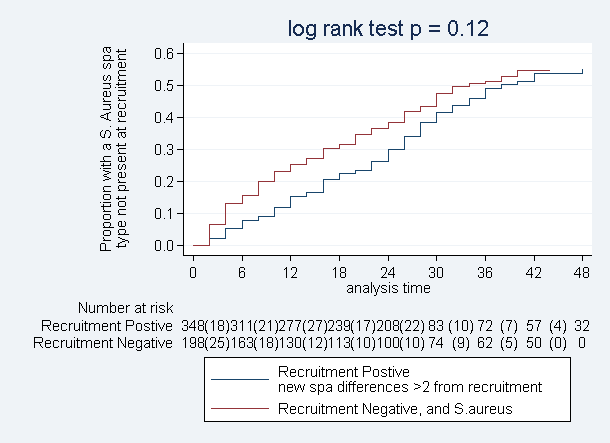 log rank test p = 0.12
Proportion with a S. Aureus spa
type not present at recruitment
0.6
0.5
0.4
0.3
0.2
0.1
0.0
0 6 12 18 24 30 36 42 48
analysis time
Number at risk
Recruitment Postive 348(18)311(21)277(27)239(17)208(22) 83 (10) 72 (7) 57 (4) 32
Recruitment Negative 198(25)163(18)130(12)113(10)100(10) 74 (9) 62 (5) 50 (0) 0
Recruitment Postive
new spa differences >2 from recruitment
Recruitment Negative, and S.aureus